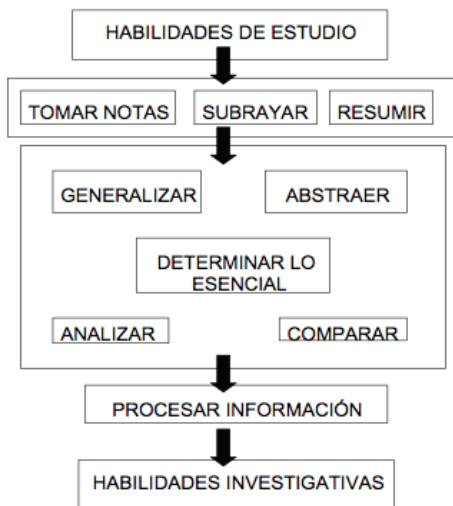 HABILIDADES DE ESTUDIO
TOMAR NOTAS SUBRAYAR RESUMIR
GENERALIZAR ABSTRAER
DETERMINAR LO
ESENCIAL
ANALIZAR COMPARAR
PROCESAR INFORMACIÓN
HABILIDADES INVESTIGATIVAS